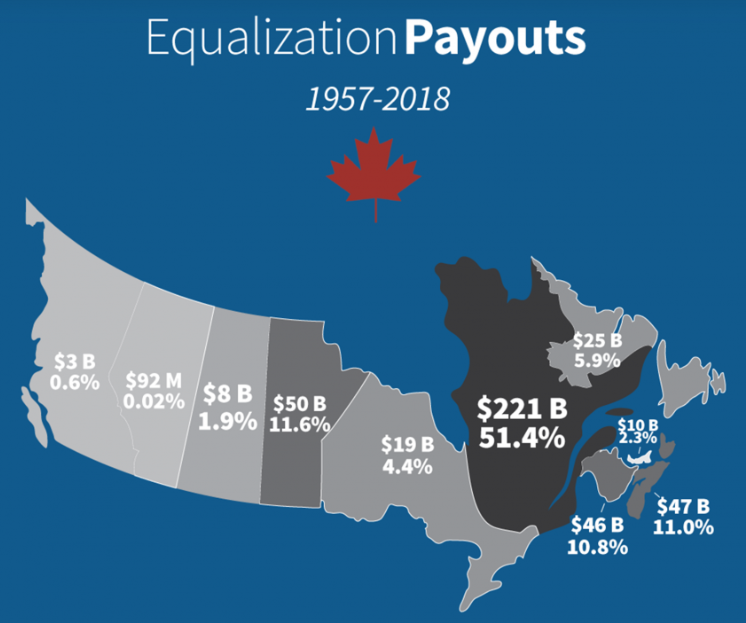 Equalization Payouts
1957-2018
$3 B
0.6%
$92 M
0.02%
$8 B
1.9%
$50 B
11.6%
$19 B
4.4%
$221 B
51.4%
$25 B
5.9%
$10 B
2.3%
$46 B
10.8%
$47 B
11.0%